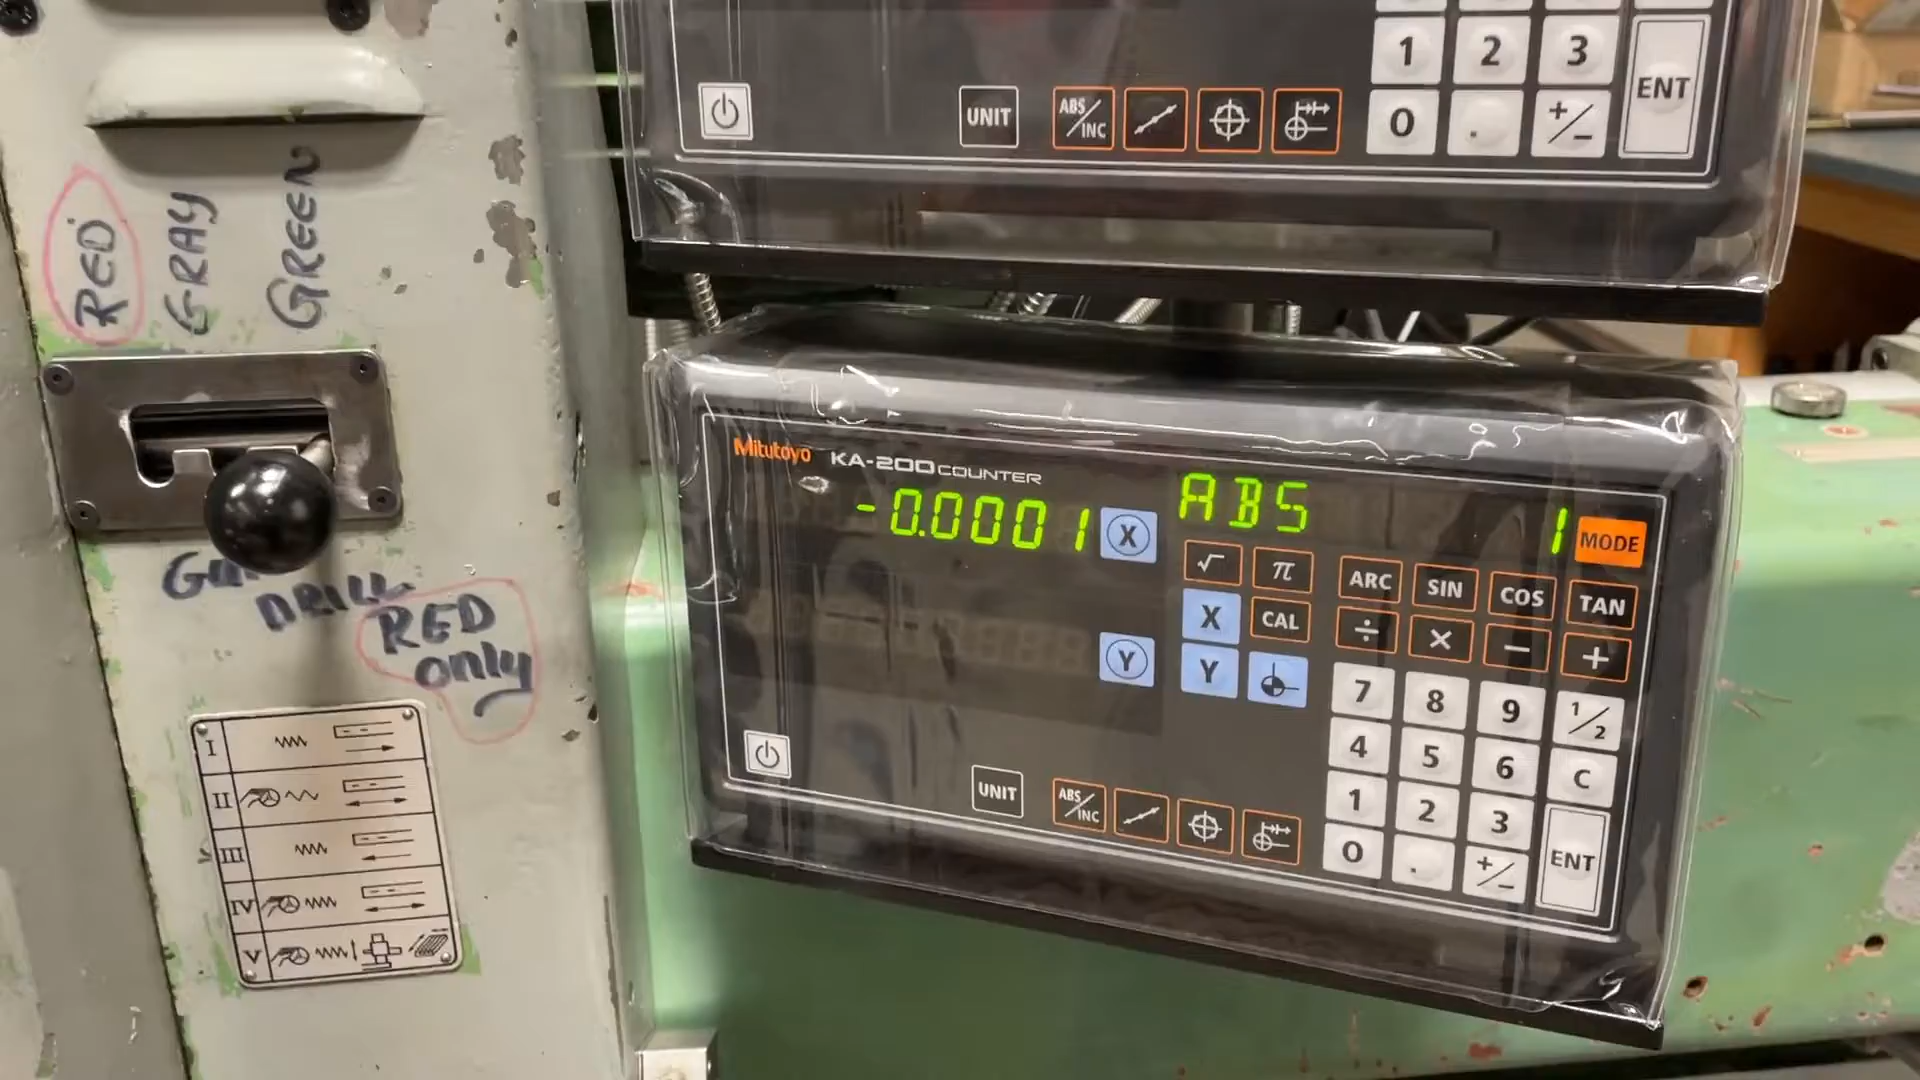 1 2 3
ENT
UNIT
ABS/INC
0 . +/−
RED
GRAY
GREEN
DRILL
RED
only
I
II
III
IV
V
Mitutoyo KA-200 COUNTER
-0.0001 X
ABS 1 MODE
√ π ARC SIN COS TAN
X CAL ÷ × − +
Y
Y
7 8 9 1/2
4 5 6 C
UNIT
ABS/INC
1 2 3
ENT
0 . +/−